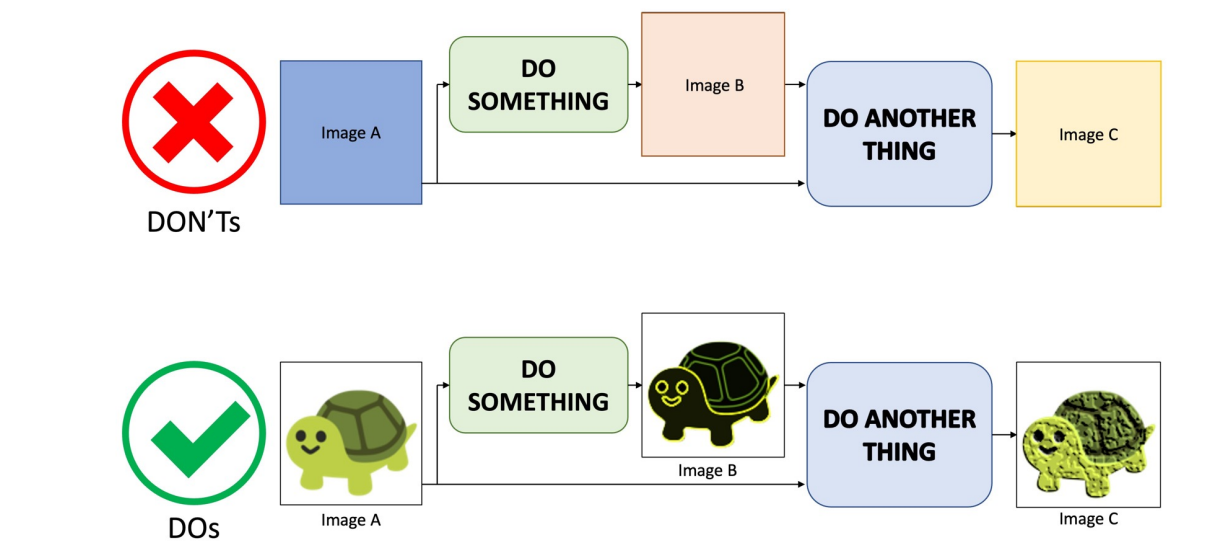 DO
SOMETHING
Image B
Image A
DO ANOTHER
THING
Image C
DON’Ts
DO
SOMETHING
Image B
DO ANOTHER
THING
Image A
Image C
DOs